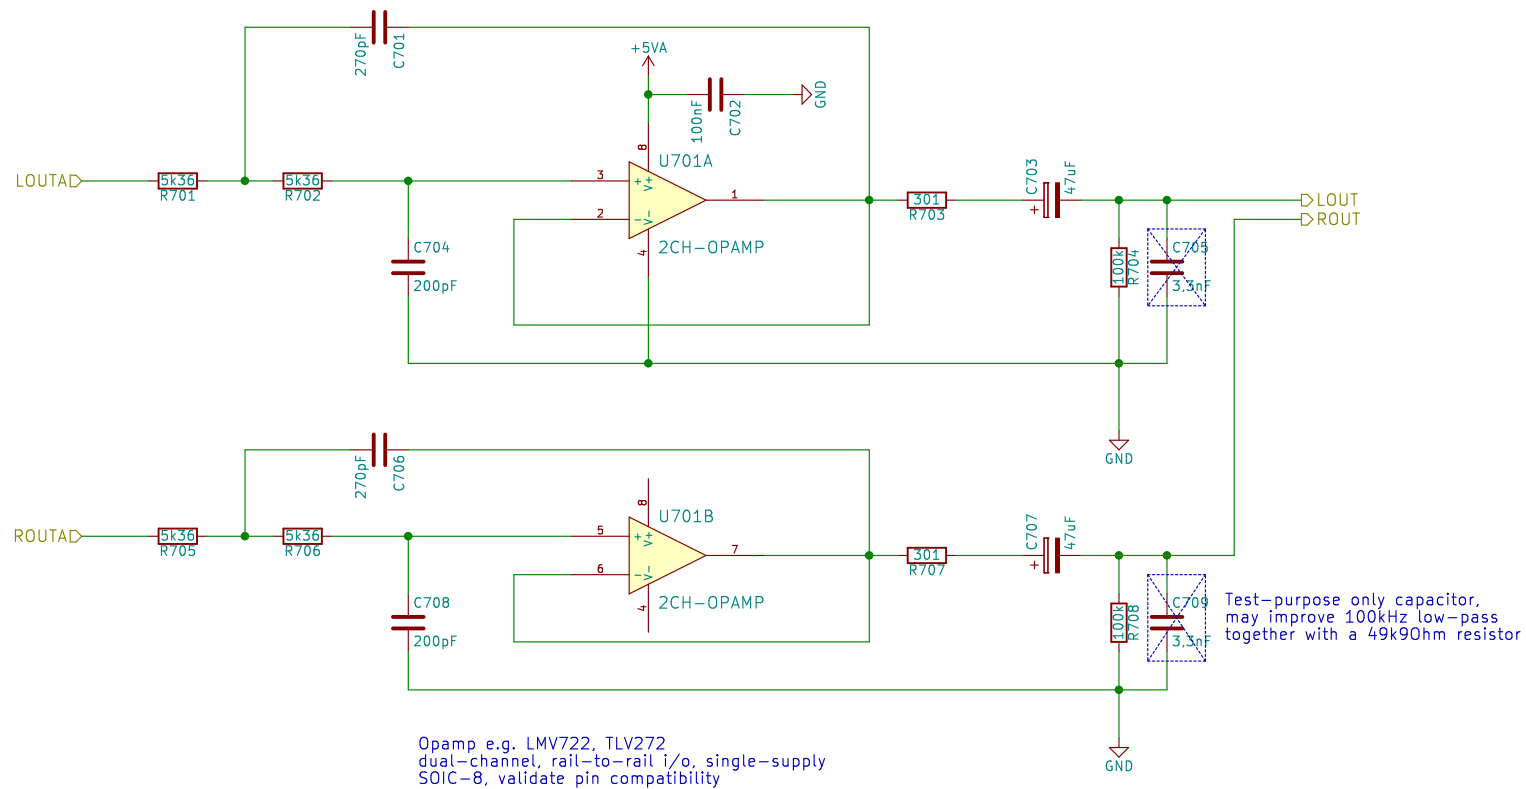 270pF
C701
+5VA
100nF
C702
GND
8
U701A
LOUTA
5k36
R701
5k36
R702
3
+
V+
2
−
V−
1
4
2CH−OPAMP
301
R703
C703
+
47uF
LOUT
ROUT
C704
200pF
100k
R704
C705
3,3nF
GND
270pF
C706
8
U701B
ROUTA
5k36
R705
5k36
R706
5
+
V+
6
−
V−
7
4
2CH−OPAMP
301
R707
C707
+
47uF
C708
200pF
100k
R708
C709
3,3nF
Test−purpose only capacitor,
may improve 100kHz low−pass
together with a 49k9Ohm resistor
GND
Opamp e.g. LMV722, TLV272
dual−channel, rail−to−rail i/o, single−supply
SOIC−8, validate pin compatibility